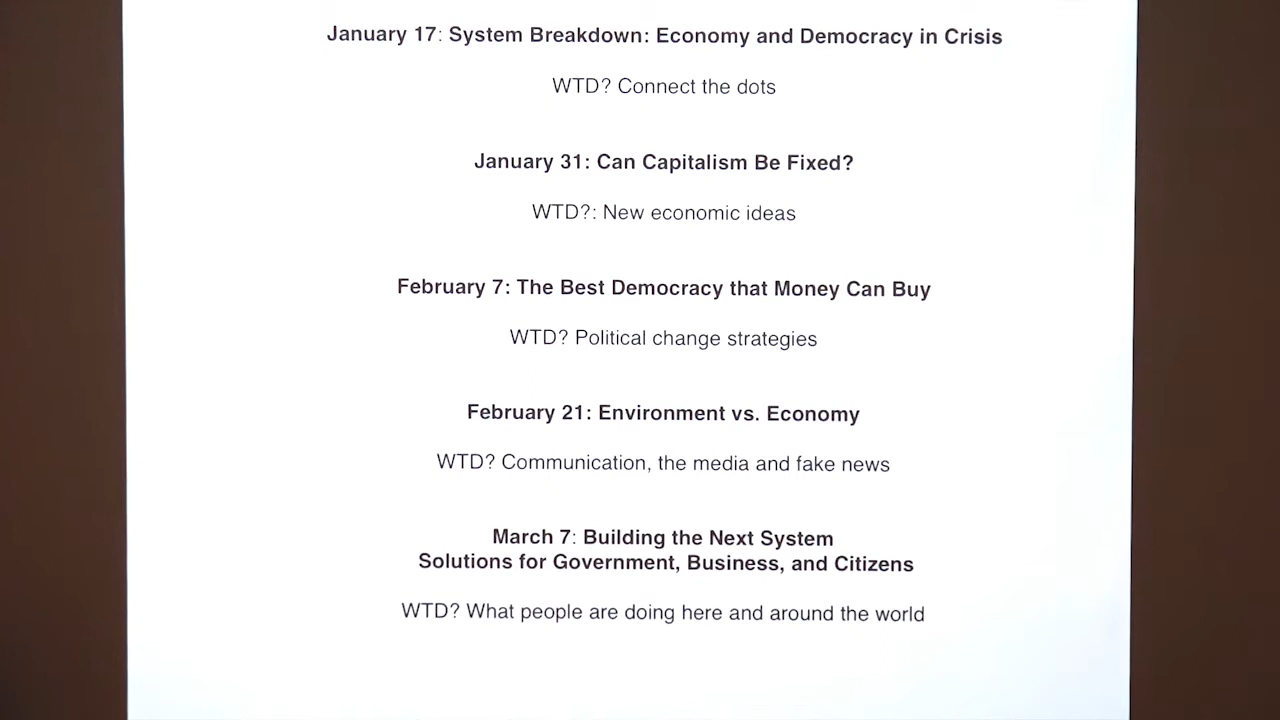 January 17: System Breakdown: Economy and Democracy in Crisis
WTD? Connect the dots
January 31: Can Capitalism Be Fixed?
WTD?: New economic ideas
February 7: The Best Democracy that Money Can Buy
WTD? Political change strategies
February 21: Environment vs. Economy
WTD? Communication, the media and fake news
March 7: Building the Next System
Solutions for Government, Business, and Citizens
WTD? What people are doing here and around the world